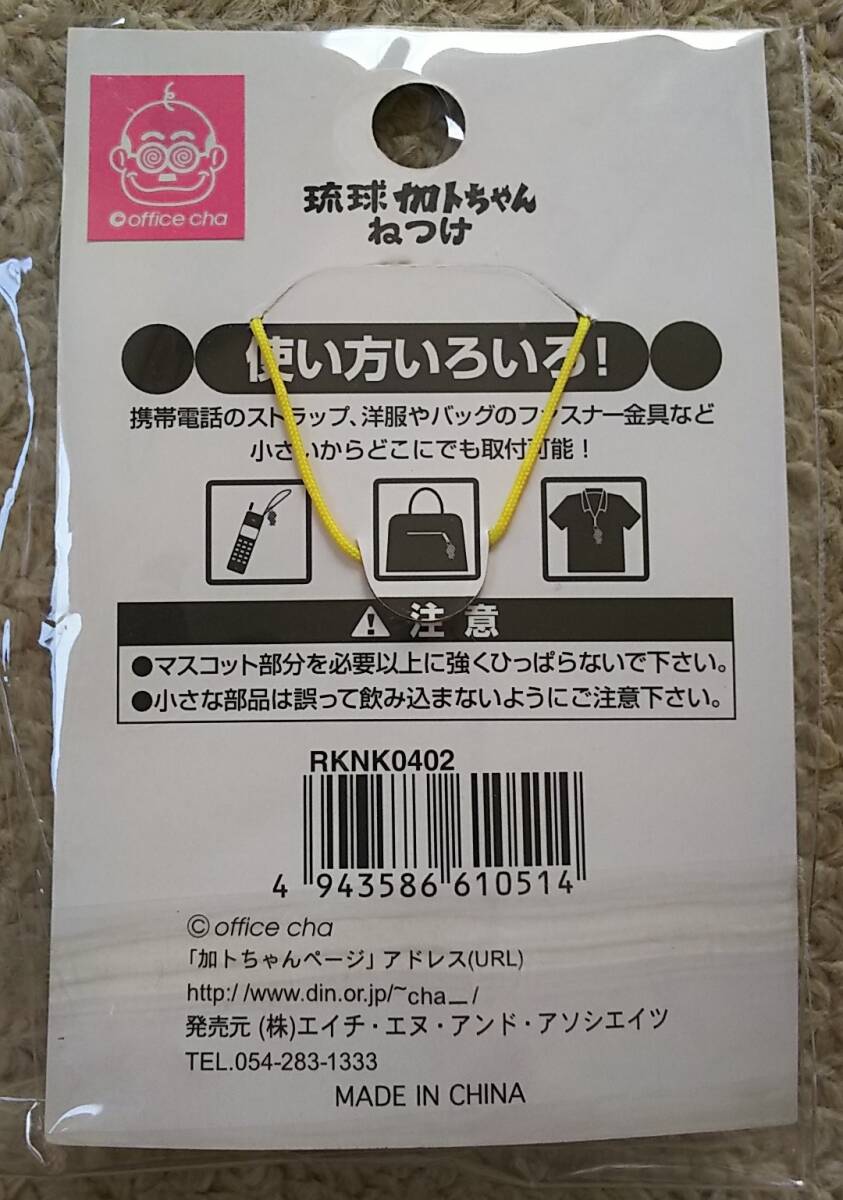 ©office cha
琉球加トちゃん
ねつけ
使い方いろいろ!
携帯電話のストラップ、洋服やバッグのファスナー金具など
小さいからどこにでも取付可能!
注意
●マスコット部分を必要以上に強くひっぱらないで下さい。
●小さな部品は誤って飲み込まないようにご注意下さい。
RKNK0402
4 943586 610514
©office cha
「加トちゃんページ」アドレス(URL)
http://www.din.or.jp/~cha_/
発売元 (株)エイチ・エヌ・アンド・アソシエイツ
TEL.054-283-1333
MADE IN CHINA